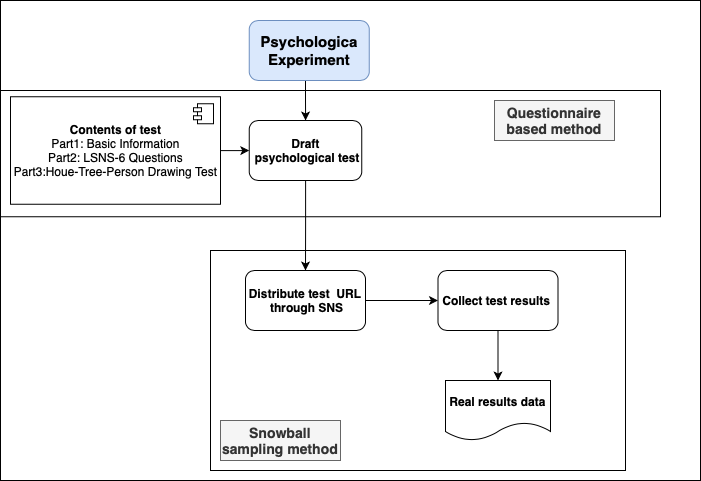 Psychologica
Experiment
Questionnaire
based method
Contents of test
Part1: Basic Information
Part2: LSNS-6 Questions
Part3:Houe-Tree-Person Drawing Test
Draft
psychological test
Distribute test  URL
through SNS
Collect test results
Real results data
Snowball
sampling method